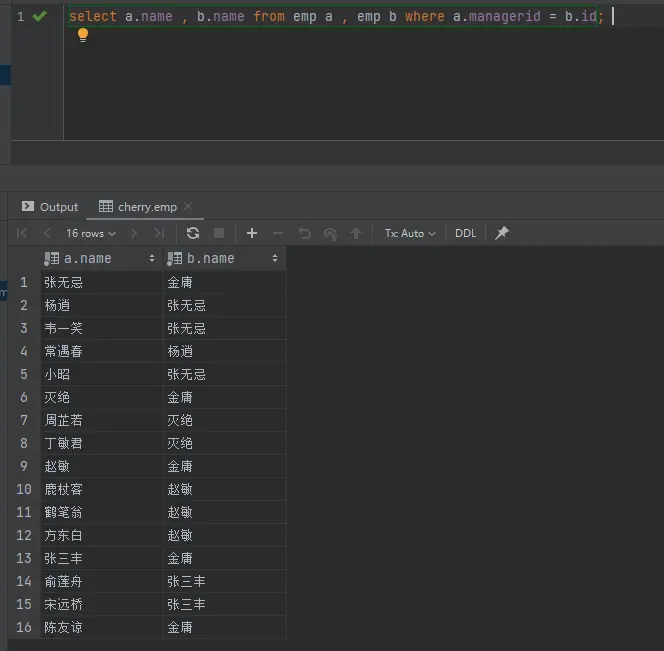 1 select a.name , b.name from emp a , emp b where a.managerid = b.id;
Output cherry.emp
16 rows Tx: Auto DDL
a.name b.name
1 张无忌 金庸
2 杨逍 张无忌
3 韦一笑 张无忌
4 常遇春 杨逍
5 小昭 张无忌
6 灭绝 金庸
7 周芷若 灭绝
8 丁敏君 灭绝
9 赵敏 金庸
10 鹿杖客 赵敏
11 鹤笔翁 赵敏
12 方东白 赵敏
13 张三丰 金庸
14 俞莲舟 张三丰
15 宋远桥 张三丰
16 陈友谅 金庸